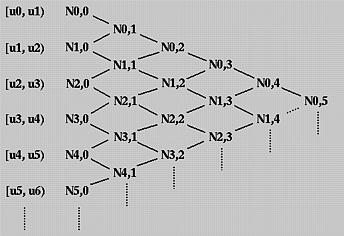 [u0, u1) N0,0
N0,1
[u1, u2) N1,0 N0,2
N1,1 N0,3
[u2, u3) N2,0 N1,2 N0,4
N2,1 N1,3 N0,5
[u3, u4) N3,0 N2,2 N1,4
N3,1 N2,3
[u4, u5) N4,0 N3,2
N4,1
[u5, u6) N5,0